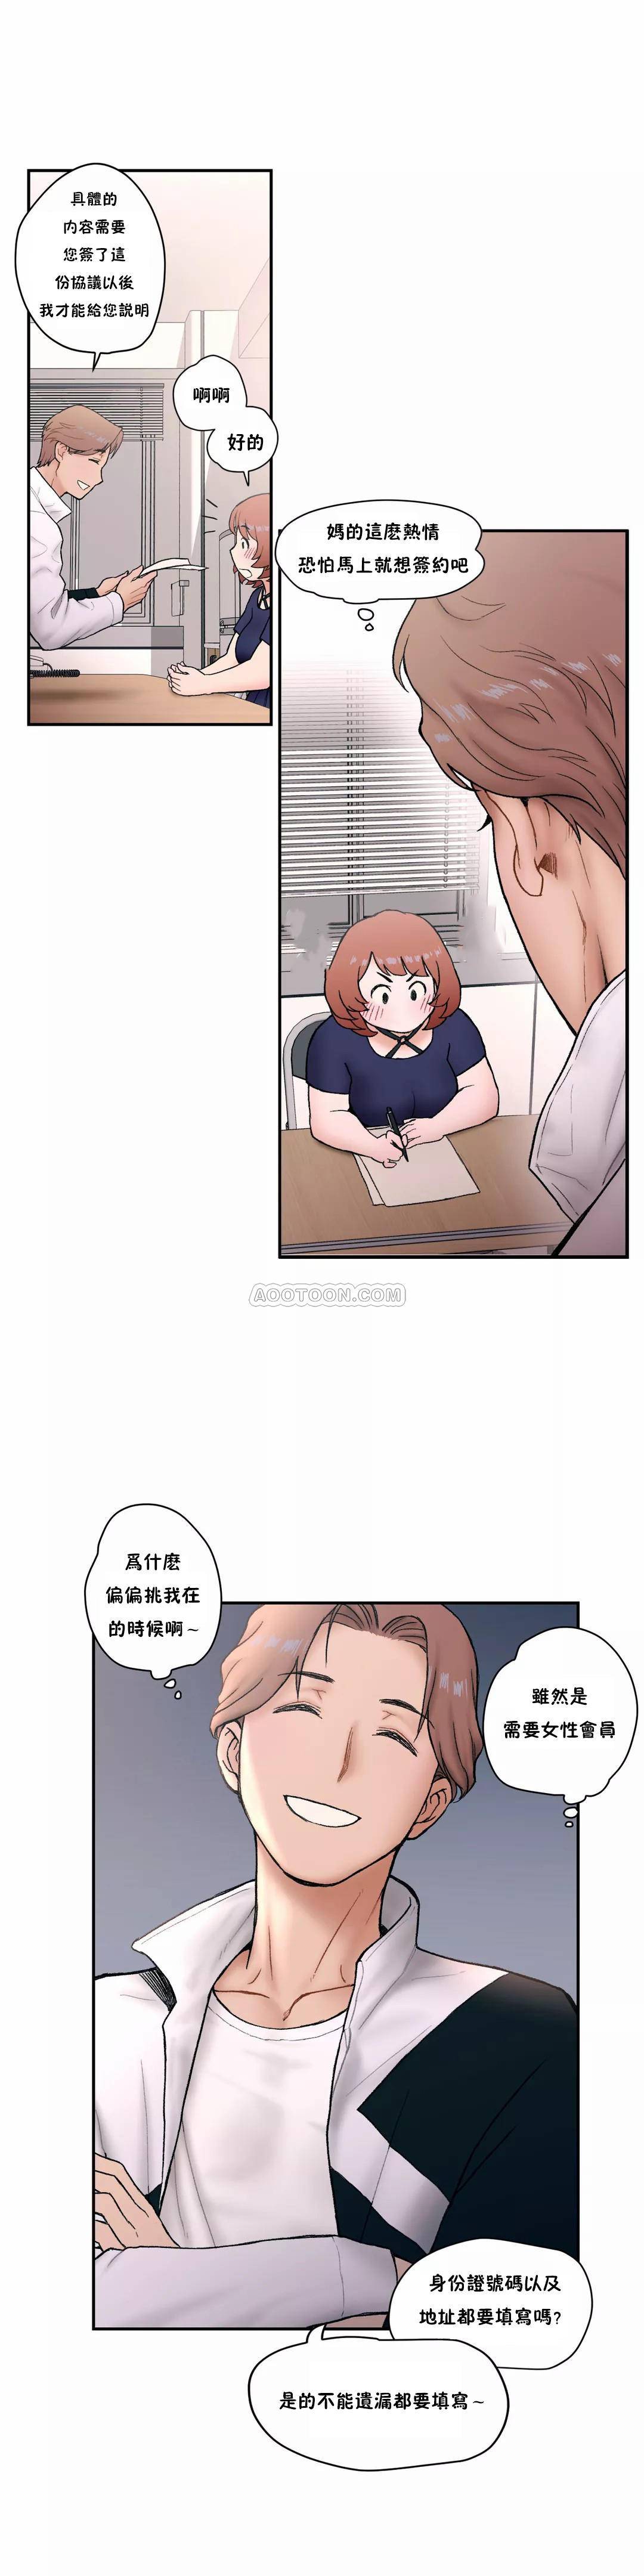 具體的
内容需要
您簽了這
份協議以後
我才能給您説明
啊啊
好的
媽的這麽熱情
恐怕馬上就想簽約吧
AOOTOON.COM
爲什麽
偏偏挑我在
的時候啊～
雖然是
需要女性會員
身份證號碼以及
地址都要填寫嗎?
是的不能遺漏都要填寫～